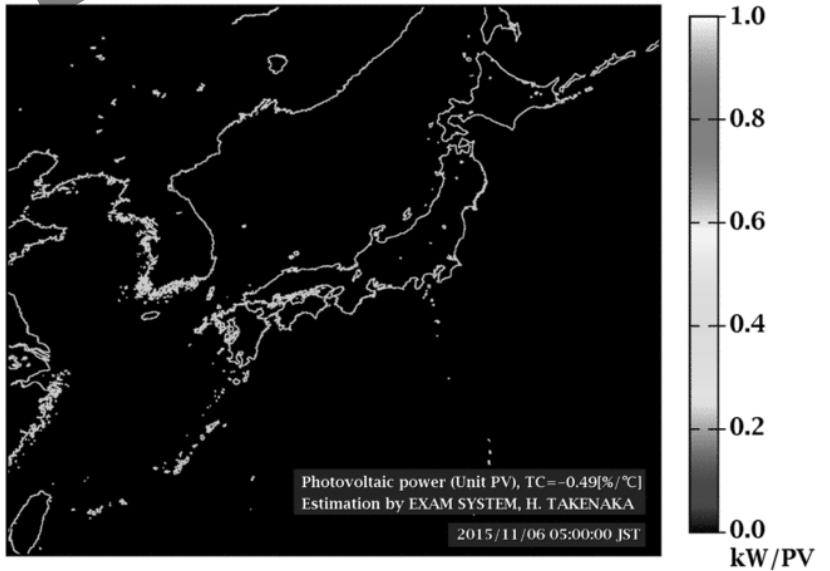 1.0
0.8
0.6
0.4
0.2
0.0
kW/PV
Photovoltaic power (Unit PV), TC=−0.49[%/℃]
Estimation by EXAM SYSTEM, H. TAKENAKA
2015/11/06 05:00:00 JST